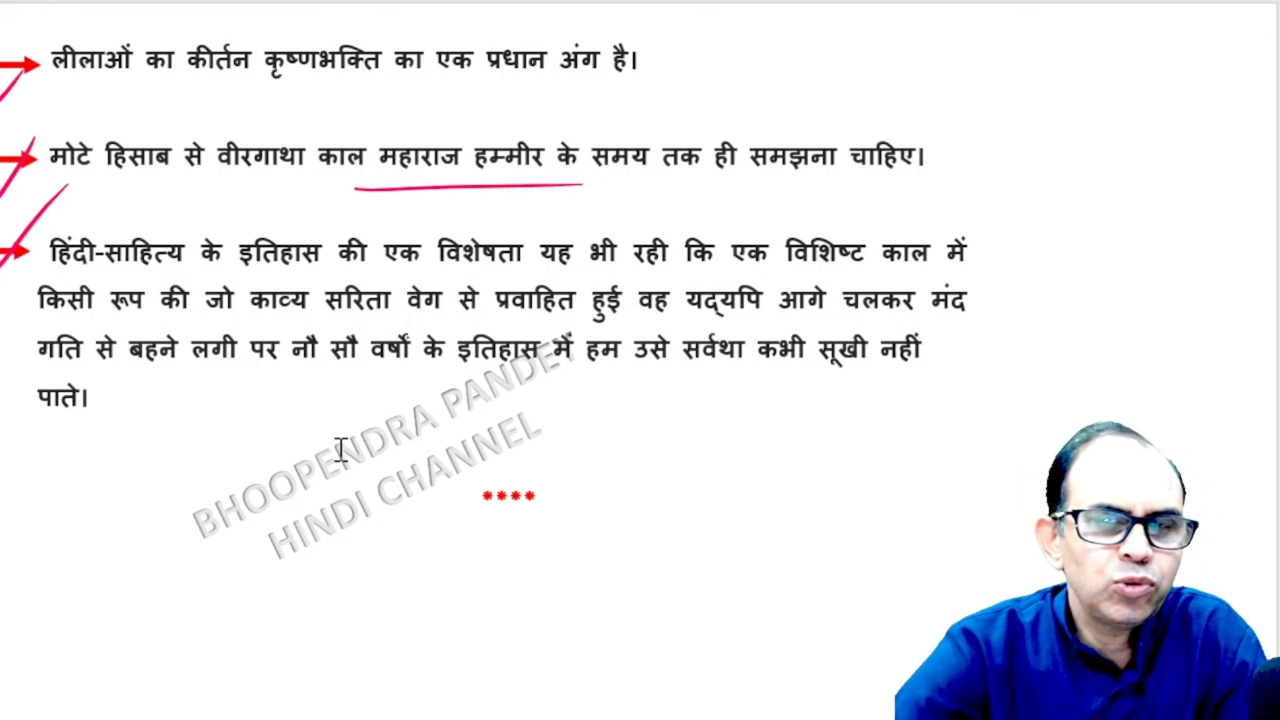 लीलाओं का कीर्तन कृष्णभक्ति का एक प्रधान अंग है।
मोटे हिसाब से वीरगाथा काल महाराज हम्मीर के समय तक ही समझना चाहिए।
हिंदी-साहित्य के इतिहास की एक विशेषता यह भी रही कि एक विशिष्ट काल में
किसी रूप की जो काव्य सरिता वेग से प्रवाहित हुई वह यद्यपि आगे चलकर मंद
गति से बहने लगी पर नौ सौ वर्षों के इतिहास में हम उसे सर्वथा कभी सूखी नहीं
पाते।
BHOOPENDRA PANDEY
HINDI CHANNEL
****